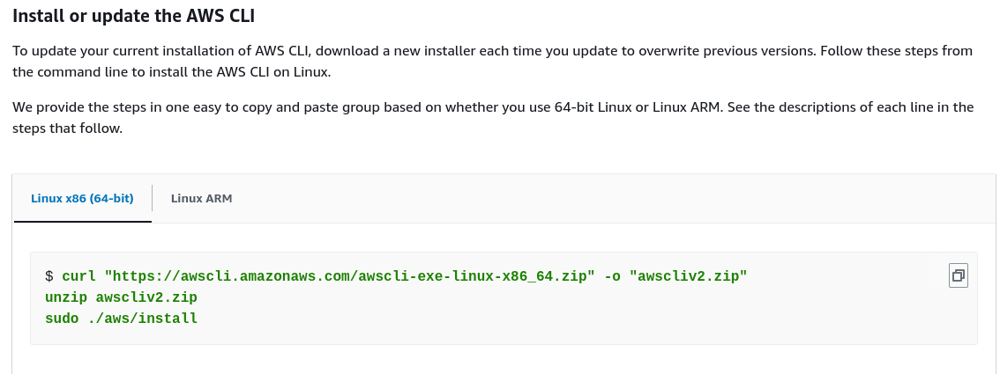 Install or update the AWS CLI
To update your current installation of AWS CLI, download a new installer each time you update to overwrite previous versions. Follow these steps from
the command line to install the AWS CLI on Linux.
We provide the steps in one easy to copy and paste group based on whether you use 64-bit Linux or Linux ARM. See the descriptions of each line in the
steps that follow.
Linux x86 (64-bit) Linux ARM
$ curl "https://awscli.amazonaws.com/awscli-exe-linux-x86_64.zip" -o "awscliv2.zip"
unzip awscliv2.zip
sudo ./aws/install